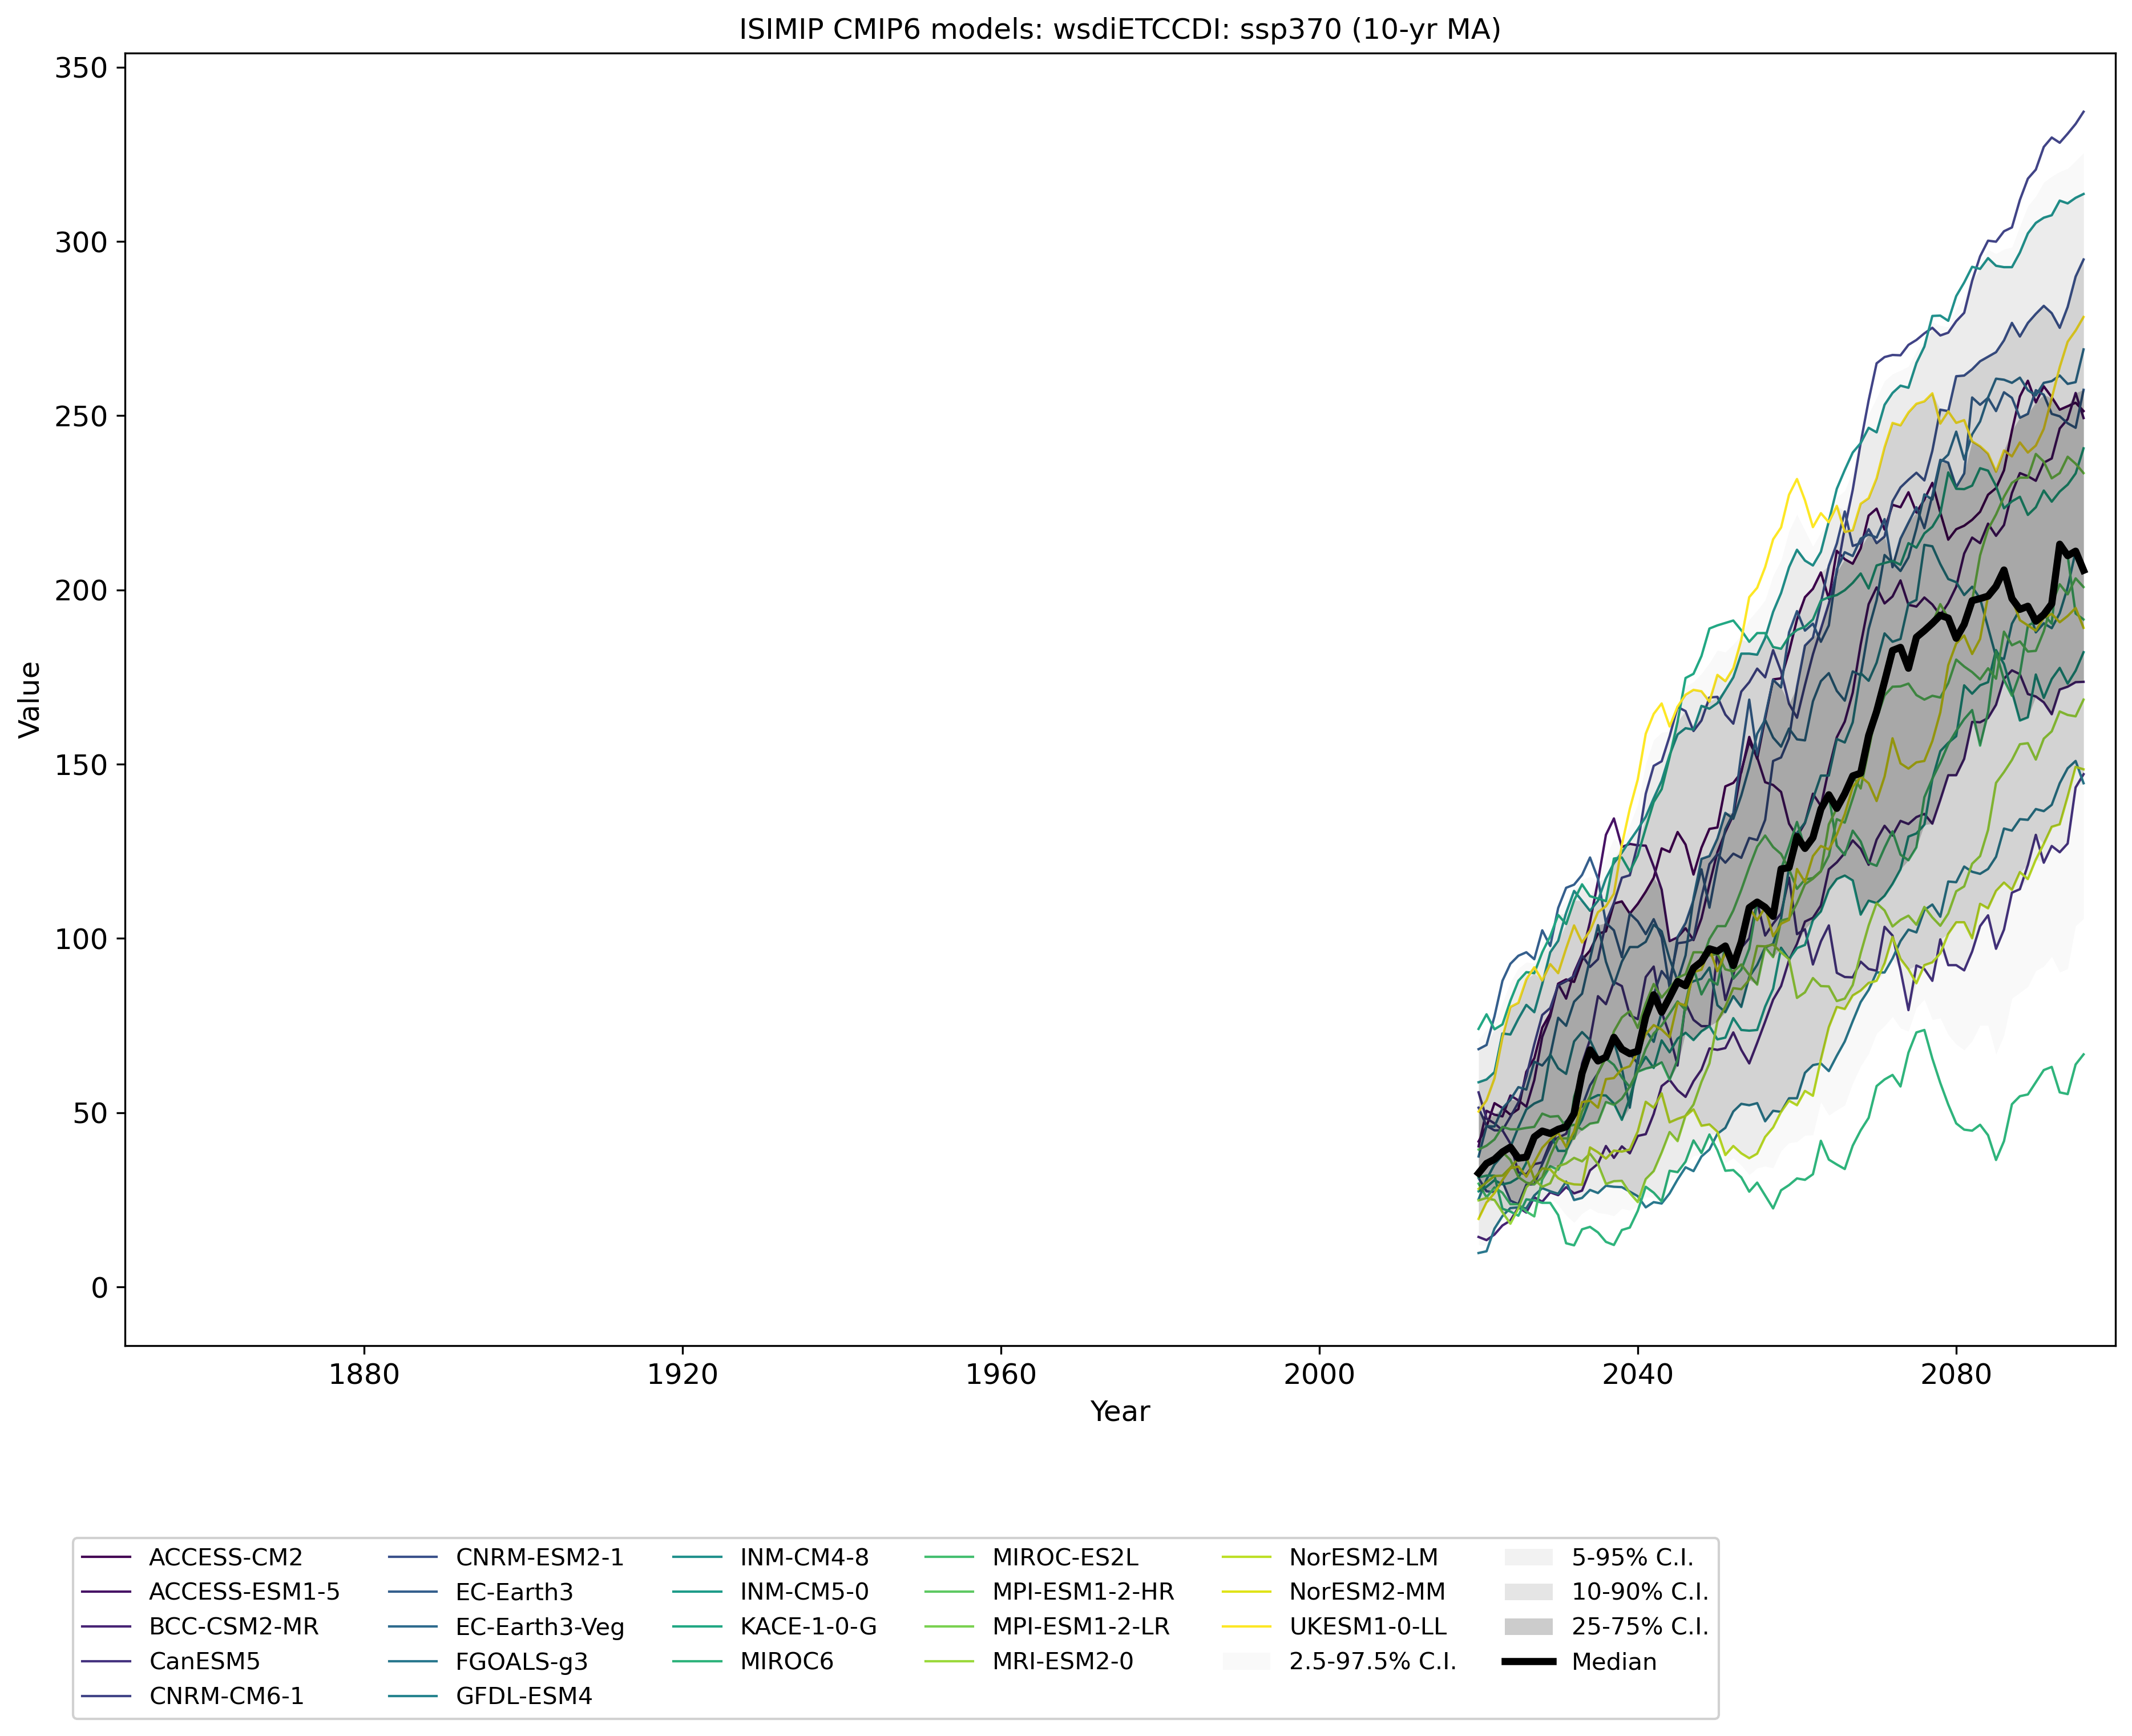 ISIMIP CMIP6 models: wsdiETCCDI: ssp370 (10-yr MA)
350
300
250
200
150
100
50
0
Value
1880 1920 1960 2000 2040 2080
Year
ACCESS-CM2 CNRM-ESM2-1 INM-CM4-8 MIROC-ES2L NorESM2-LM 5-95% C.I.
ACCESS-ESM1-5 EC-Earth3 INM-CM5-0 MPI-ESM1-2-HR NorESM2-MM 10-90% C.I.
BCC-CSM2-MR EC-Earth3-Veg KACE-1-0-G MPI-ESM1-2-LR UKESM1-0-LL 25-75% C.I.
CanESM5 FGOALS-g3 MIROC6 MRI-ESM2-0 2.5-97.5% C.I. Median
CNRM-CM6-1 GFDL-ESM4